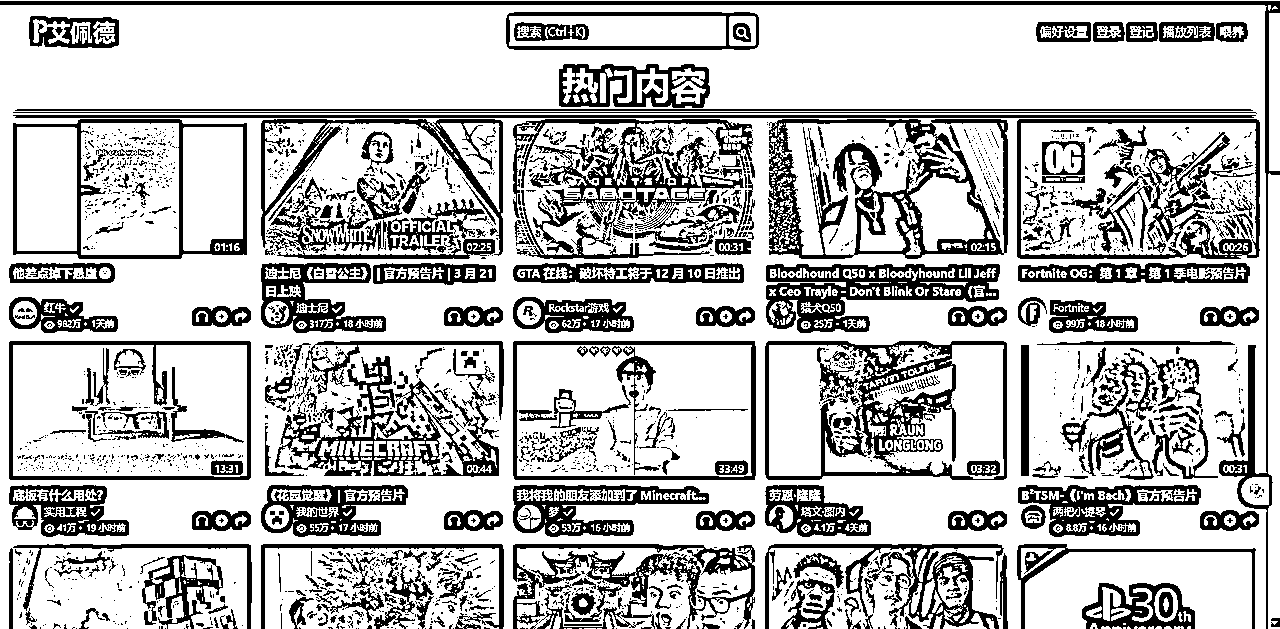 P艾佩德
搜索 (Ctrl+K)
偏好设置 登录 登记 播放列表 喂养
热门内容
01:16
OFFICIAL
SNOW WHITE TRAILER
02:25
AGENTS OF
SABOTAGE
00:31
02:15
OG
00:26
他差点掉下悬崖
迪士尼《白雪公主》 | 官方预告片 | 3 月 21
日上映
GTA 在线：破坏特工将于 12 月 10 日推出
Bloodhound Q50 x Bloodyhound Lil Jeff
x Ceo Trayle - Don't Blink Or Stare（官...
Fortnite OG：第 1 章 - 第 1 季电影预告片
红牛
982万 • 1天前
迪士尼
317万 • 18 小时前
Rockstar游戏
62万 • 17 小时前
猎犬Q50
25万 • 1天前
Fortnite
99万 • 18 小时前
13:31
MINECRAFT
00:44
33:49
RAUN
LONGLONG
03:32
00:31
底板有什么用处？
《花园觉醒》 | 官方预告片
我将我的朋友添加到了 Minecraft...
劳恩·隆隆
B²TSM-《I'm Bach》官方预告片
实用工程
41万 • 19 小时前
我的世界
55万 • 17 小时前
梦
53万 • 16 小时前
塔文·图内
4.1万 • 4天前
两把小提琴
8.8万 • 16 小时前
30th